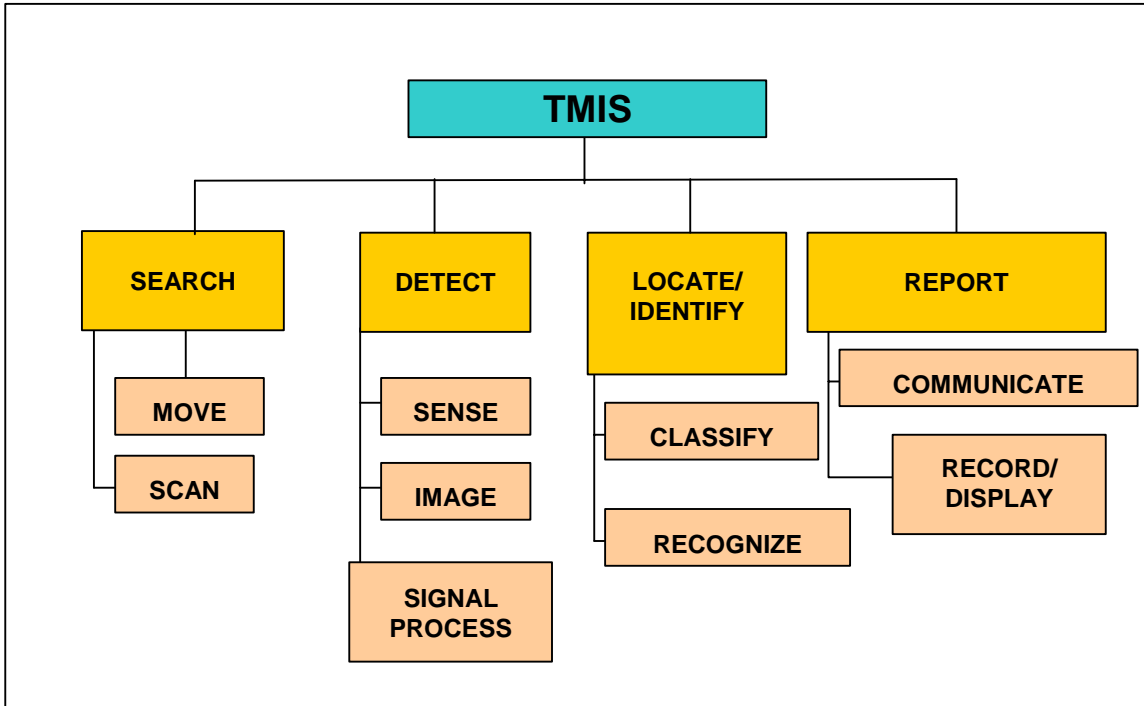 TMIS
SEARCH
MOVE
SCAN
DETECT
SENSE
IMAGE
SIGNAL
PROCESS
LOCATE/
IDENTIFY
CLASSIFY
RECOGNIZE
REPORT
COMMUNICATE
RECORD/
DISPLAY